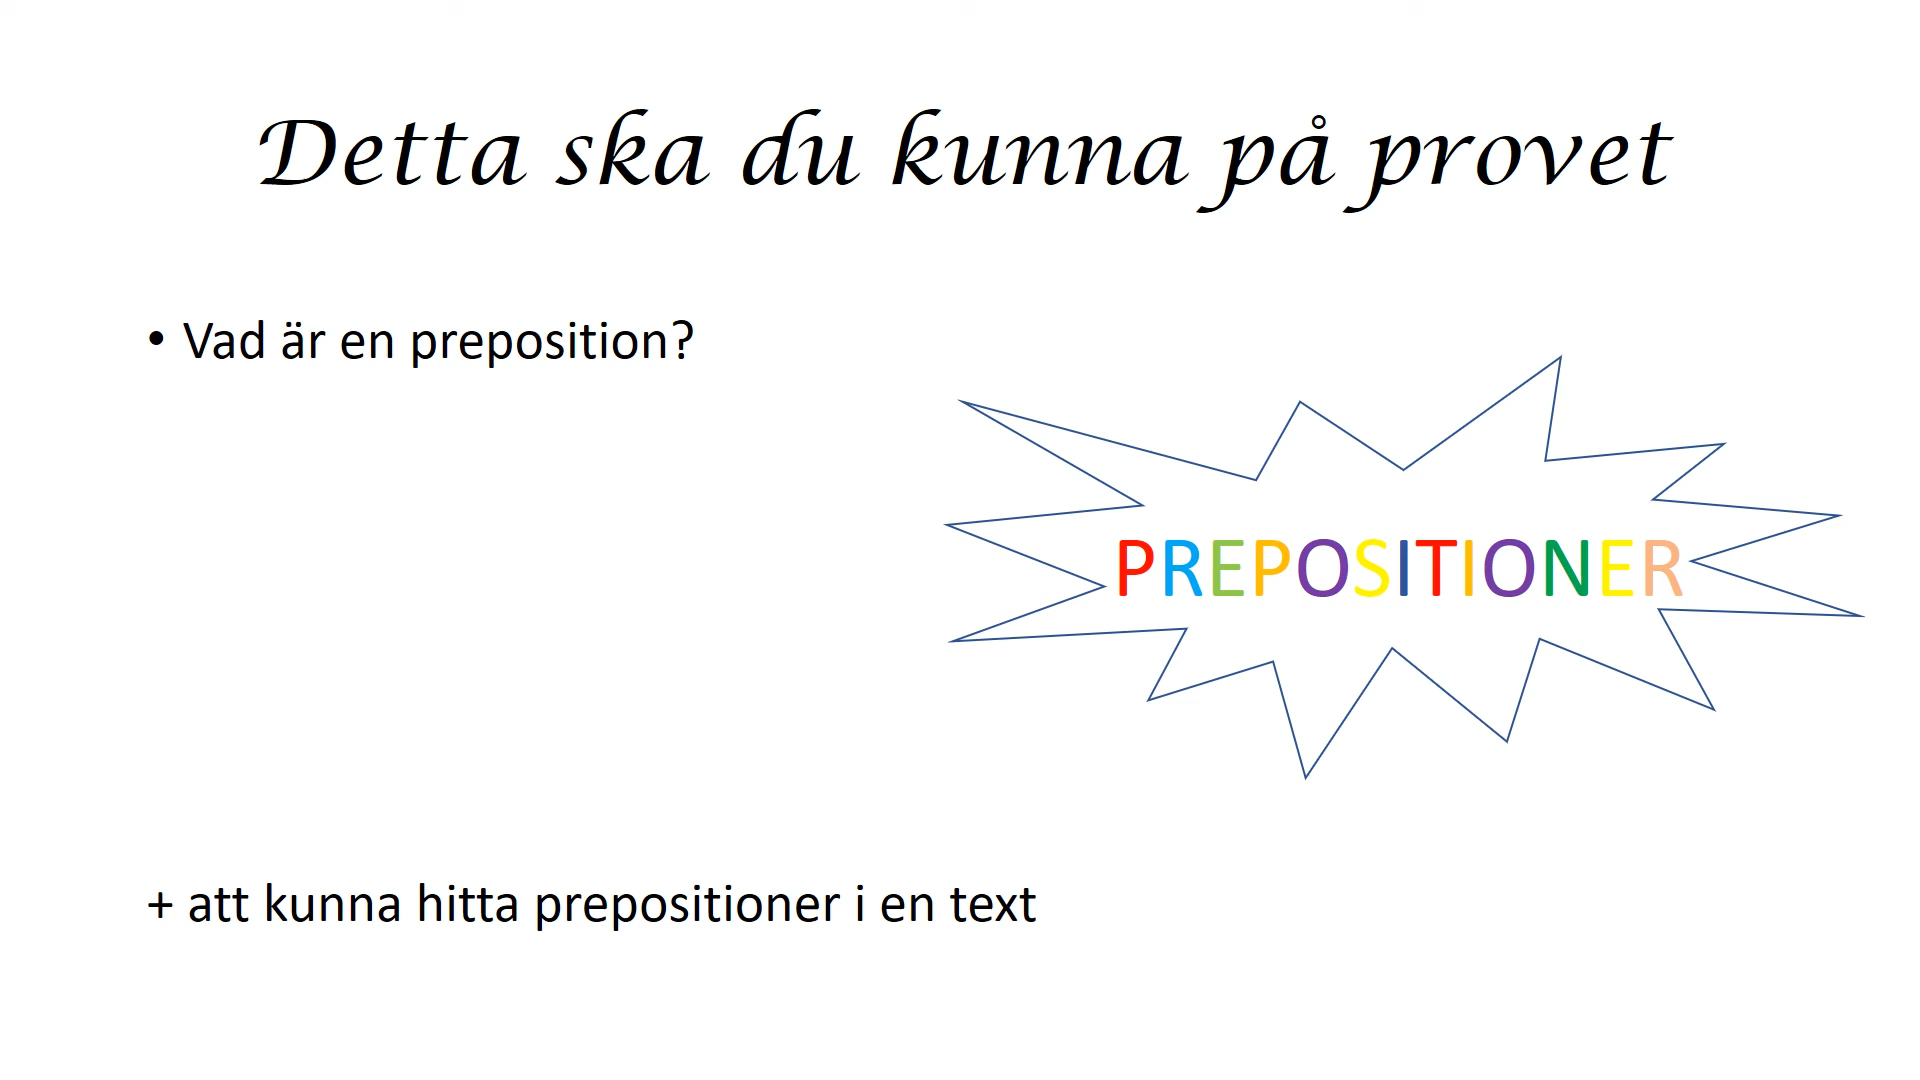 Detta ska du kunna på provet
• Vad är en preposition?
PREPOSITIONER
+ att kunna hitta prepositioner i en text